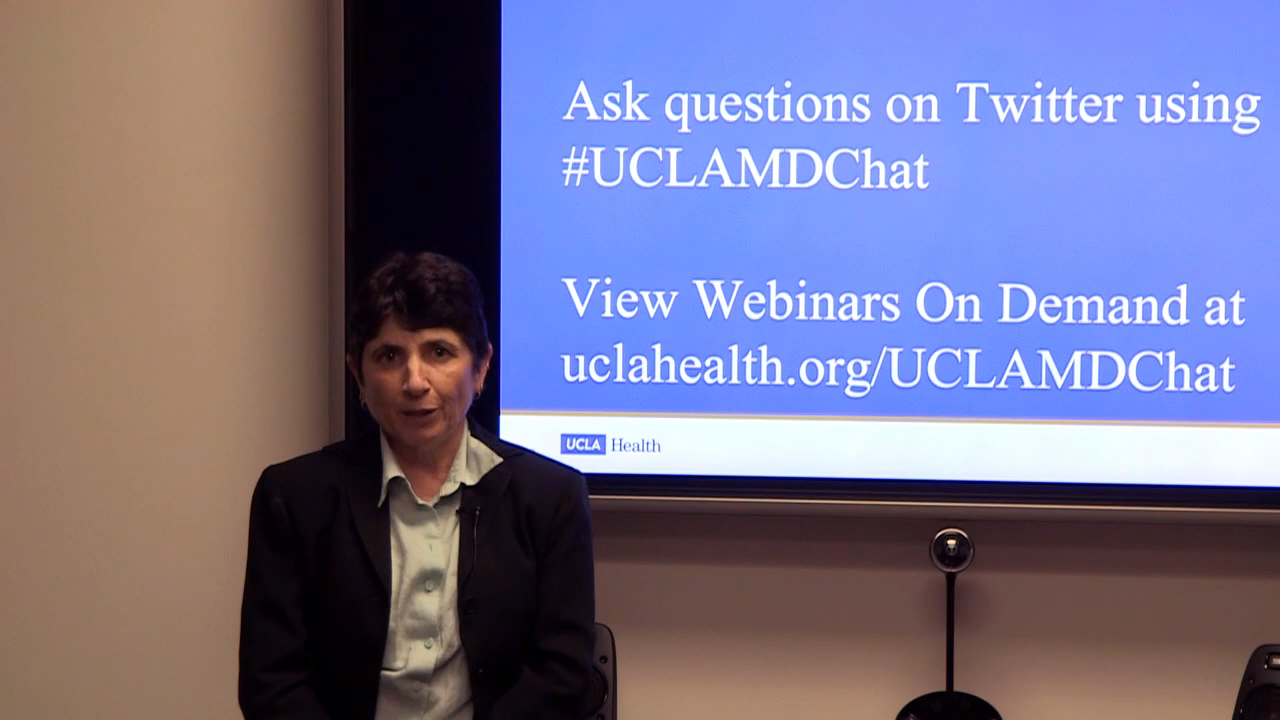 Ask questions on Twitter using
#UCLAMDChat
View Webinars On Demand at
uclahealth.org/UCLAMDChat
UCLA Health